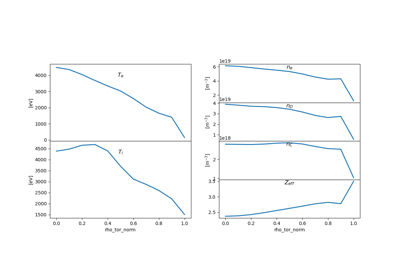 T_e
[eV]
4000
3000
2000
1000
0
T_i
[eV]
4500
4000
3500
3000
2500
2000
1500
0.0 0.2 0.4 0.6 0.8 1.0
rho_tor_norm
1e19
n_e
[m⁻³]
6
4
2
1e19
n_D
[m⁻³]
4
2
1e18
[m⁻³]
2
Z_eff
3.5
3.0
2.5
0.0 0.2 0.4 0.6 0.8 1.0
rho_tor_norm